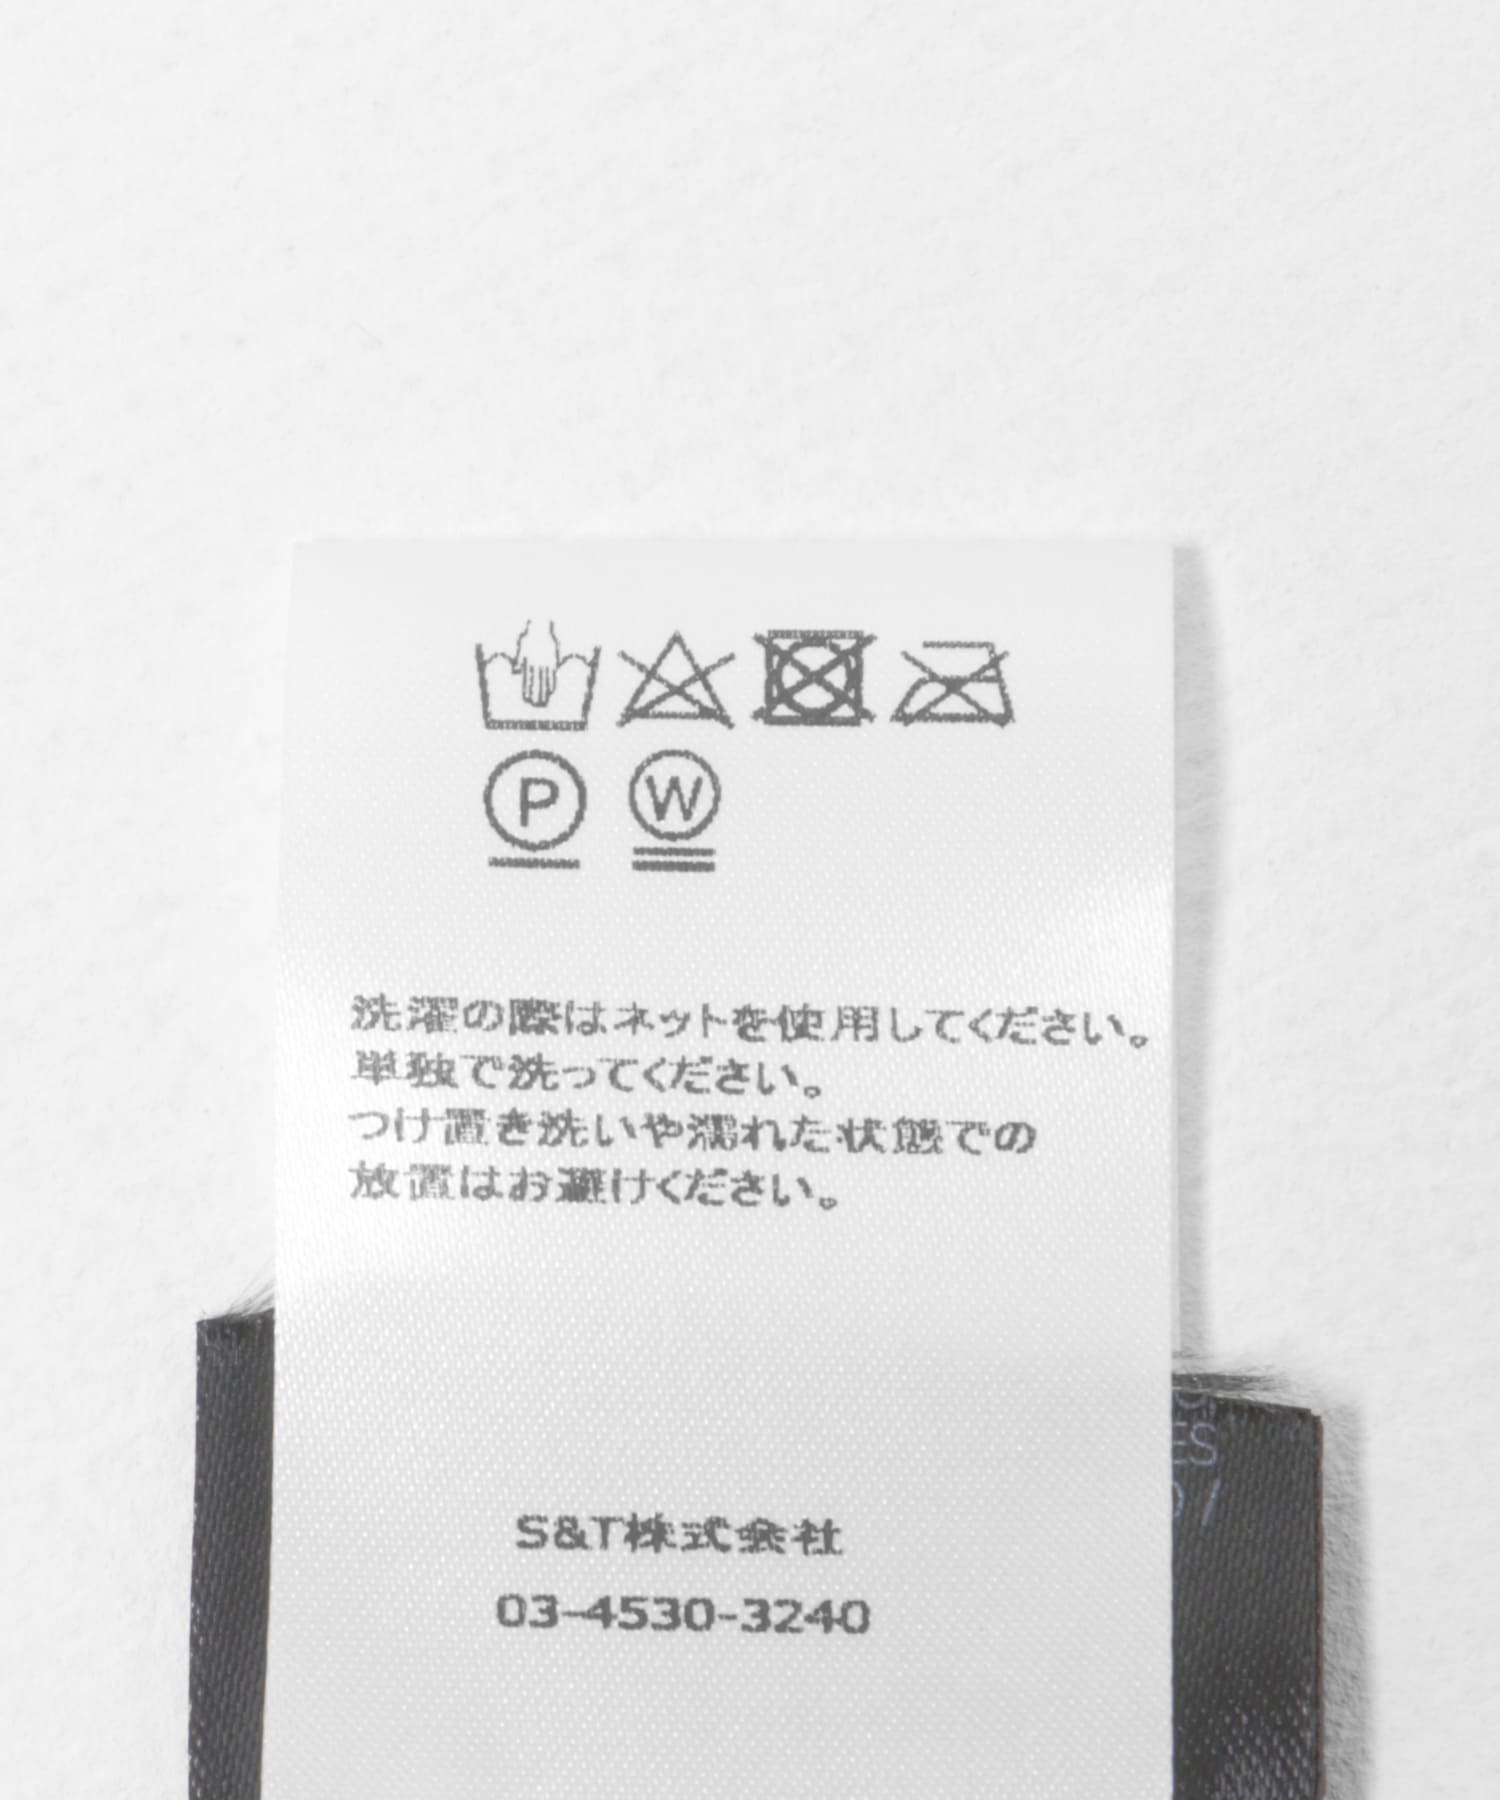 P W
洗濯の際はネットを使用してください。
単独で洗ってください。
つけ置き洗いや濡れた状態での
放置はお避けください。
ES
S&T株式会社
03-4530-3240